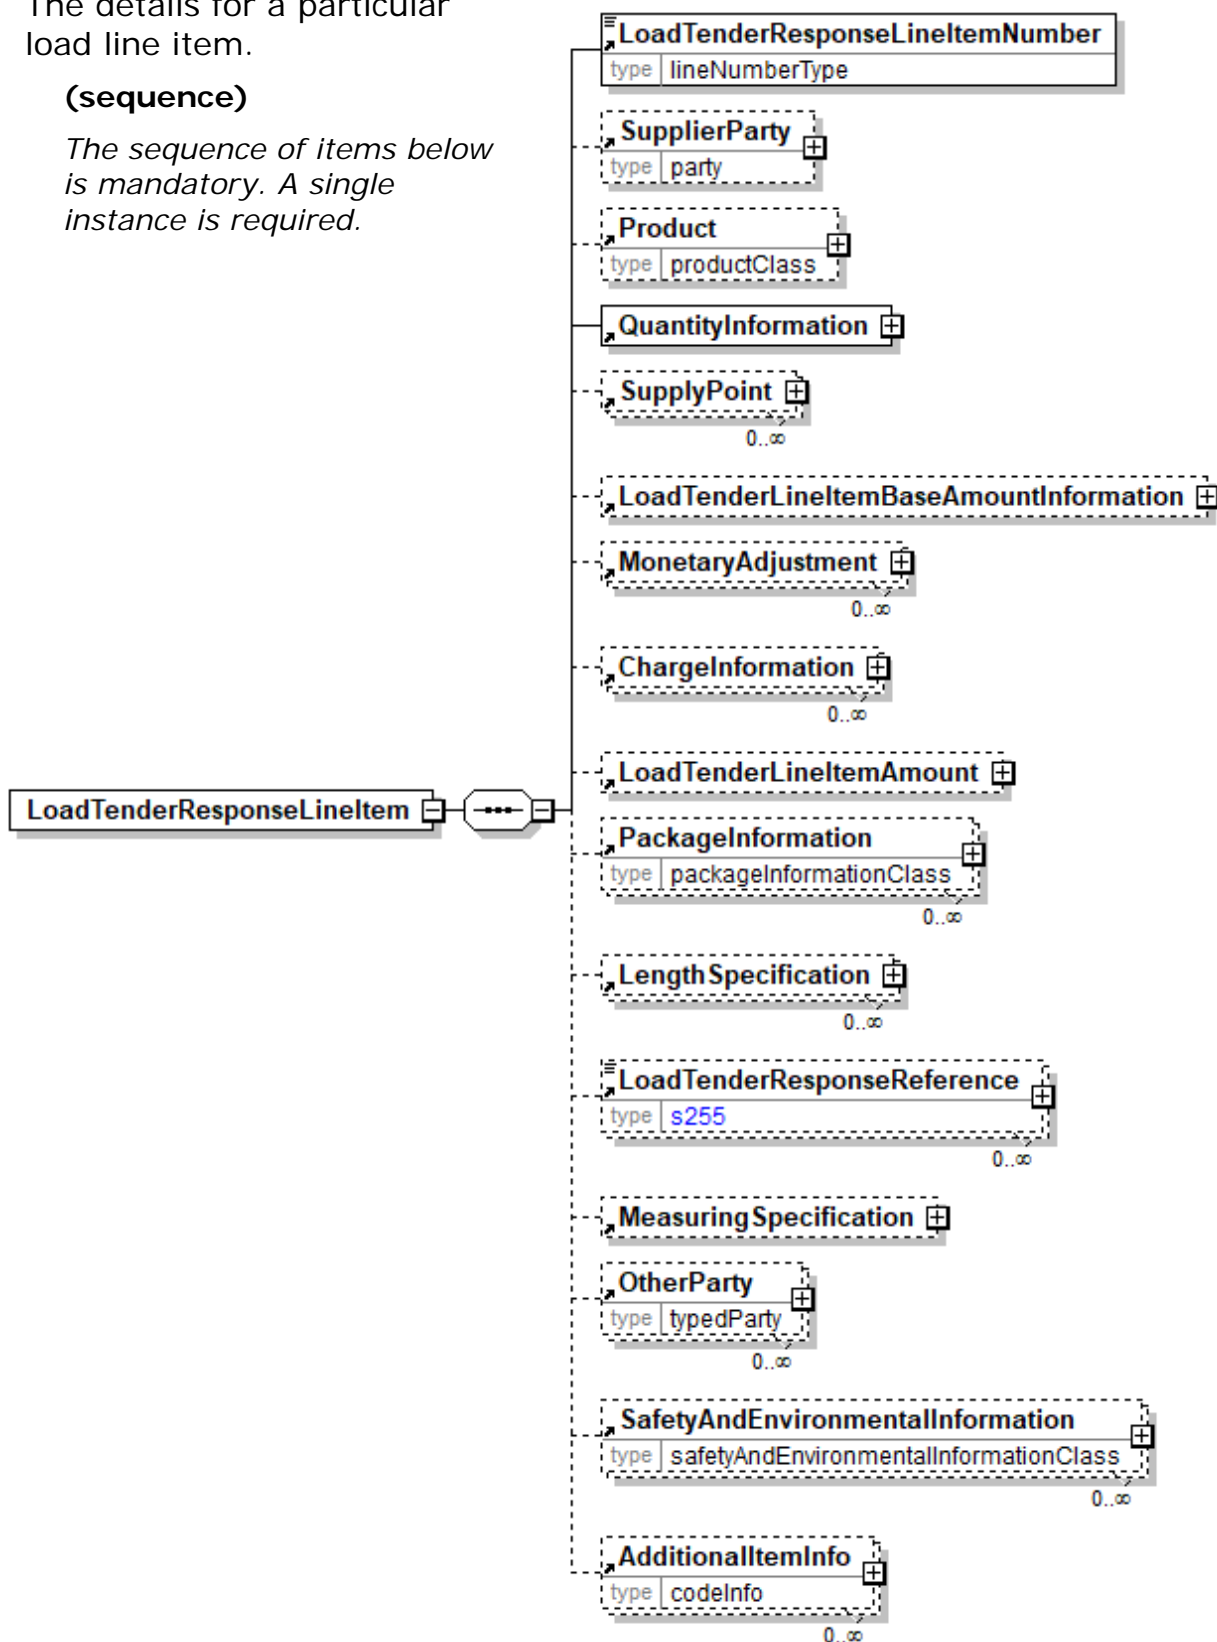 The details for a particular
load line item.
(sequence)
The sequence of items below
is mandatory. A single
instance is required.
LoadTenderResponseLineItem
LoadTenderResponseLineItemNumber
type lineNumberType
SupplierParty
type party
Product
type productClass
QuantityInformation
SupplyPoint
0..∞
LoadTenderLineItemBaseAmountInformation
MonetaryAdjustment
0..∞
ChargeInformation
0..∞
LoadTenderLineItemAmount
PackageInformation
type packageInformationClass
0..∞
LengthSpecification
0..∞
LoadTenderResponseReference
type s255
0..∞
MeasuringSpecification
OtherParty
type typedParty
0..∞
SafetyAndEnvironmentalInformation
type safetyAndEnvironmentalInformationClass
0..∞
AdditionalItemInfo
type codeInfo
0..∞